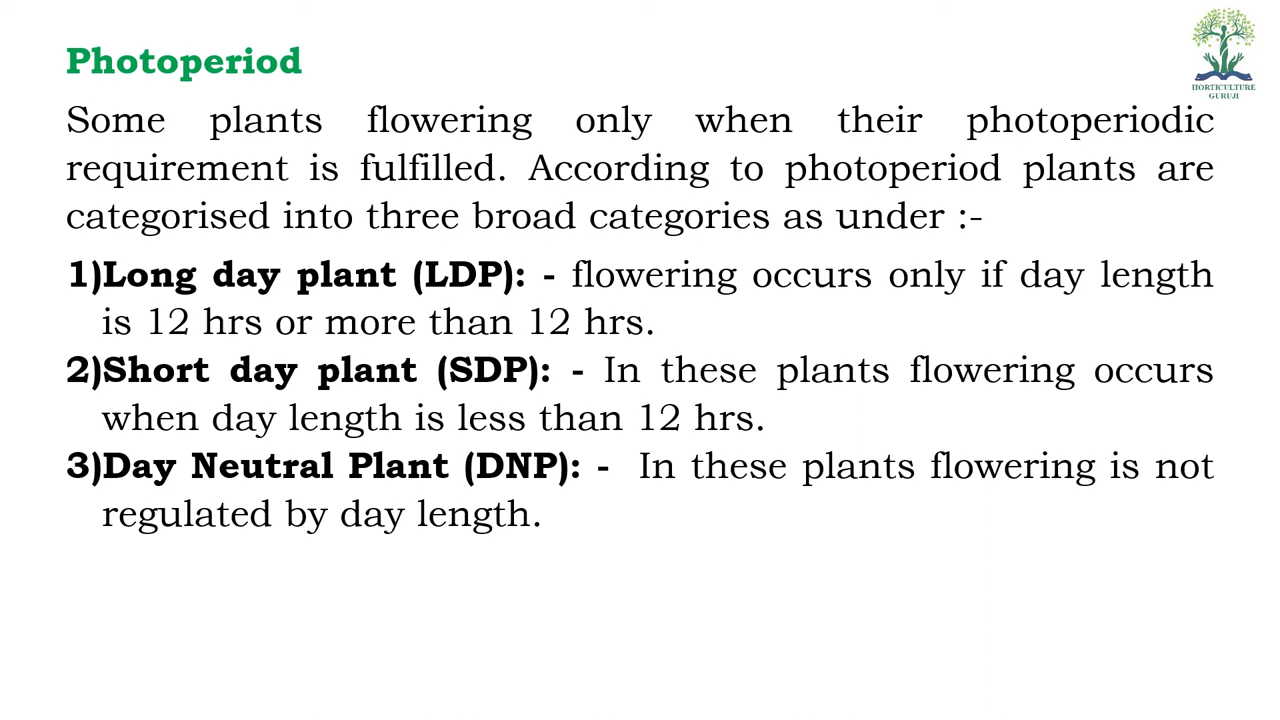 Photoperiod
HORTICULTURE
GURUJI
Some plants flowering only when their photoperiodic
requirement is fulfilled. According to photoperiod plants are
categorised into three broad categories as under :-
1)Long day plant (LDP): - flowering occurs only if day length
is 12 hrs or more than 12 hrs.
2)Short day plant (SDP): - In these plants flowering occurs
when day length is less than 12 hrs.
3)Day Neutral Plant (DNP): - In these plants flowering is not
regulated by day length.